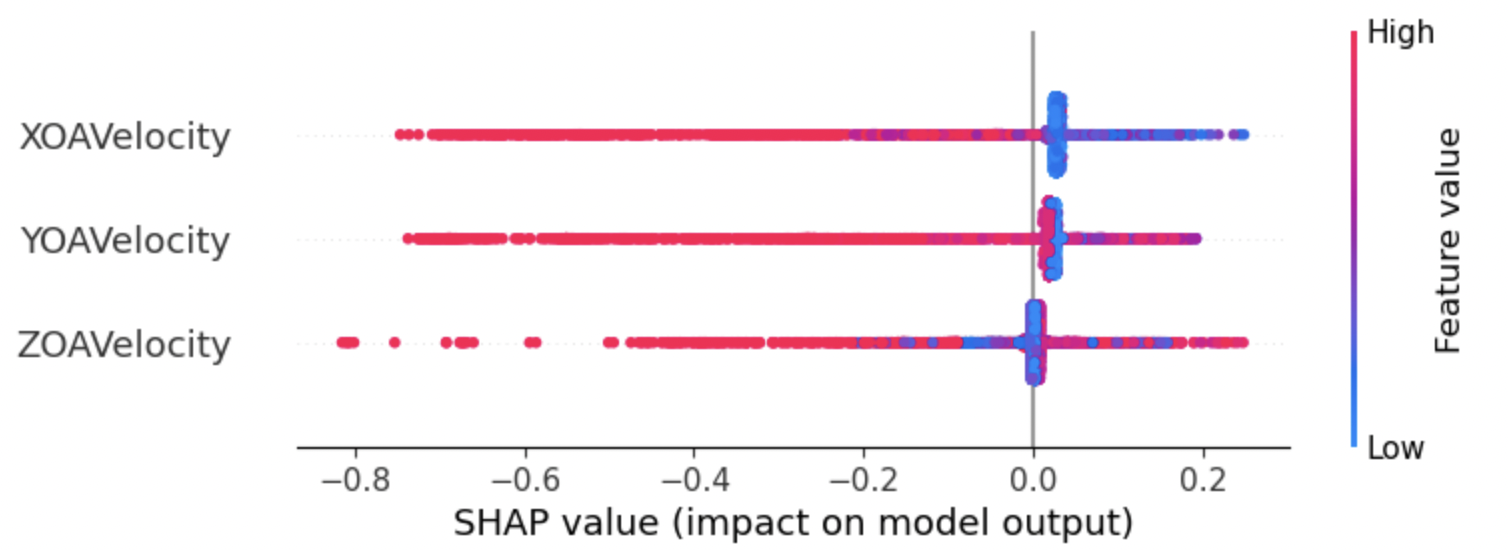 High
XOAVelocity
YOAVelocity
ZOAVelocity
Feature value
Low
−0.8 −0.6 −0.4 −0.2 0.0 0.2
SHAP value (impact on model output)